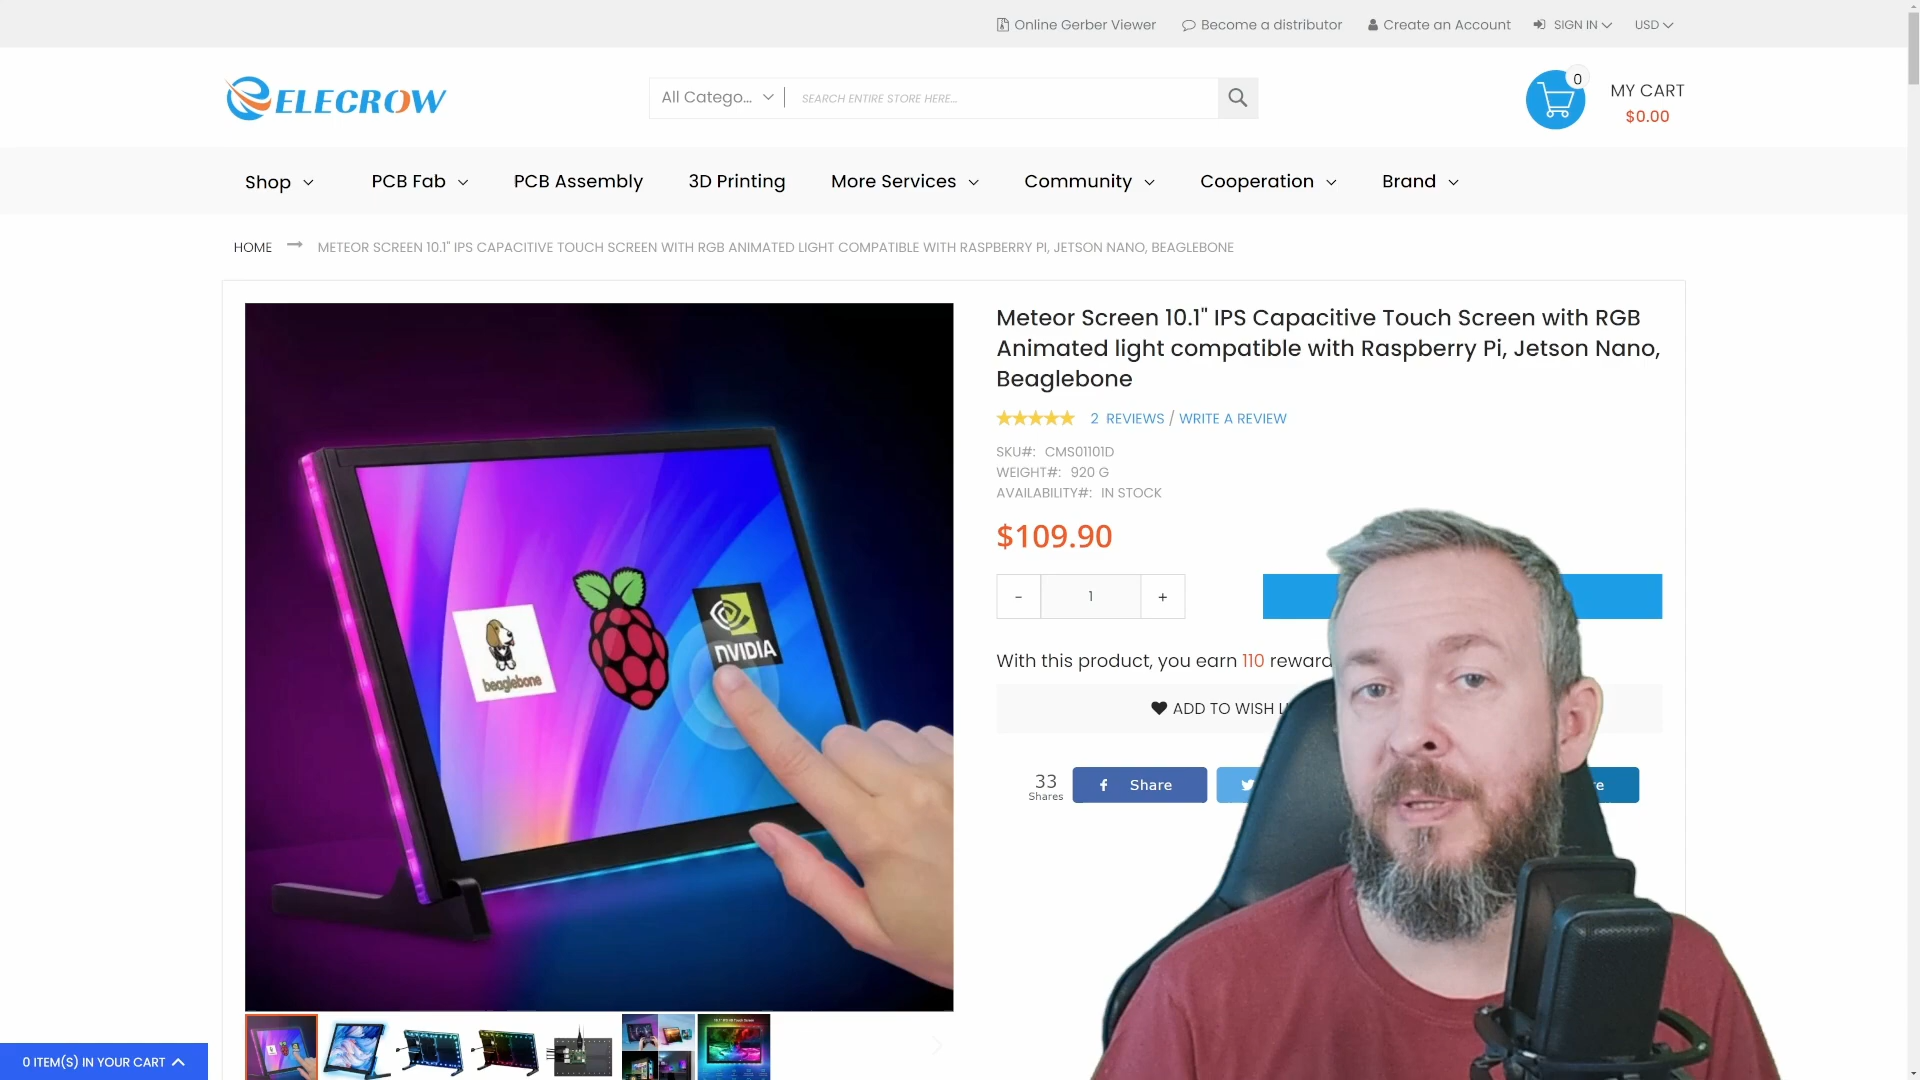 Online Gerber Viewer
Become a distributor
Create an Account
SIGN IN
USD
ELECROW
All Catego...
SEARCH ENTIRE STORE HERE...
0
MY CART
$0.00
Shop
PCB Fab
PCB Assembly
3D Printing
More Services
Community
Cooperation
Brand
HOME
METEOR SCREEN 10.1" IPS CAPACITIVE TOUCH SCREEN WITH RGB ANIMATED LIGHT COMPATIBLE WITH RASPBERRY PI, JETSON NANO, BEAGLEBONE
beaglebone
NVIDIA
Meteor Screen 10.1" IPS Capacitive Touch Screen with RGB
Animated light compatible with Raspberry Pi, Jetson Nano,
Beaglebone
2 REVIEWS / WRITE A REVIEW
SKU#: CMS01101D
WEIGHT#: 920 G
AVAILABILITY#: IN STOCK
$109.90
- 1 +
With this product, you earn 110 reward
ADD TO WISH LI
33
Shares
f Share
re
0 ITEM(S) IN YOUR CART